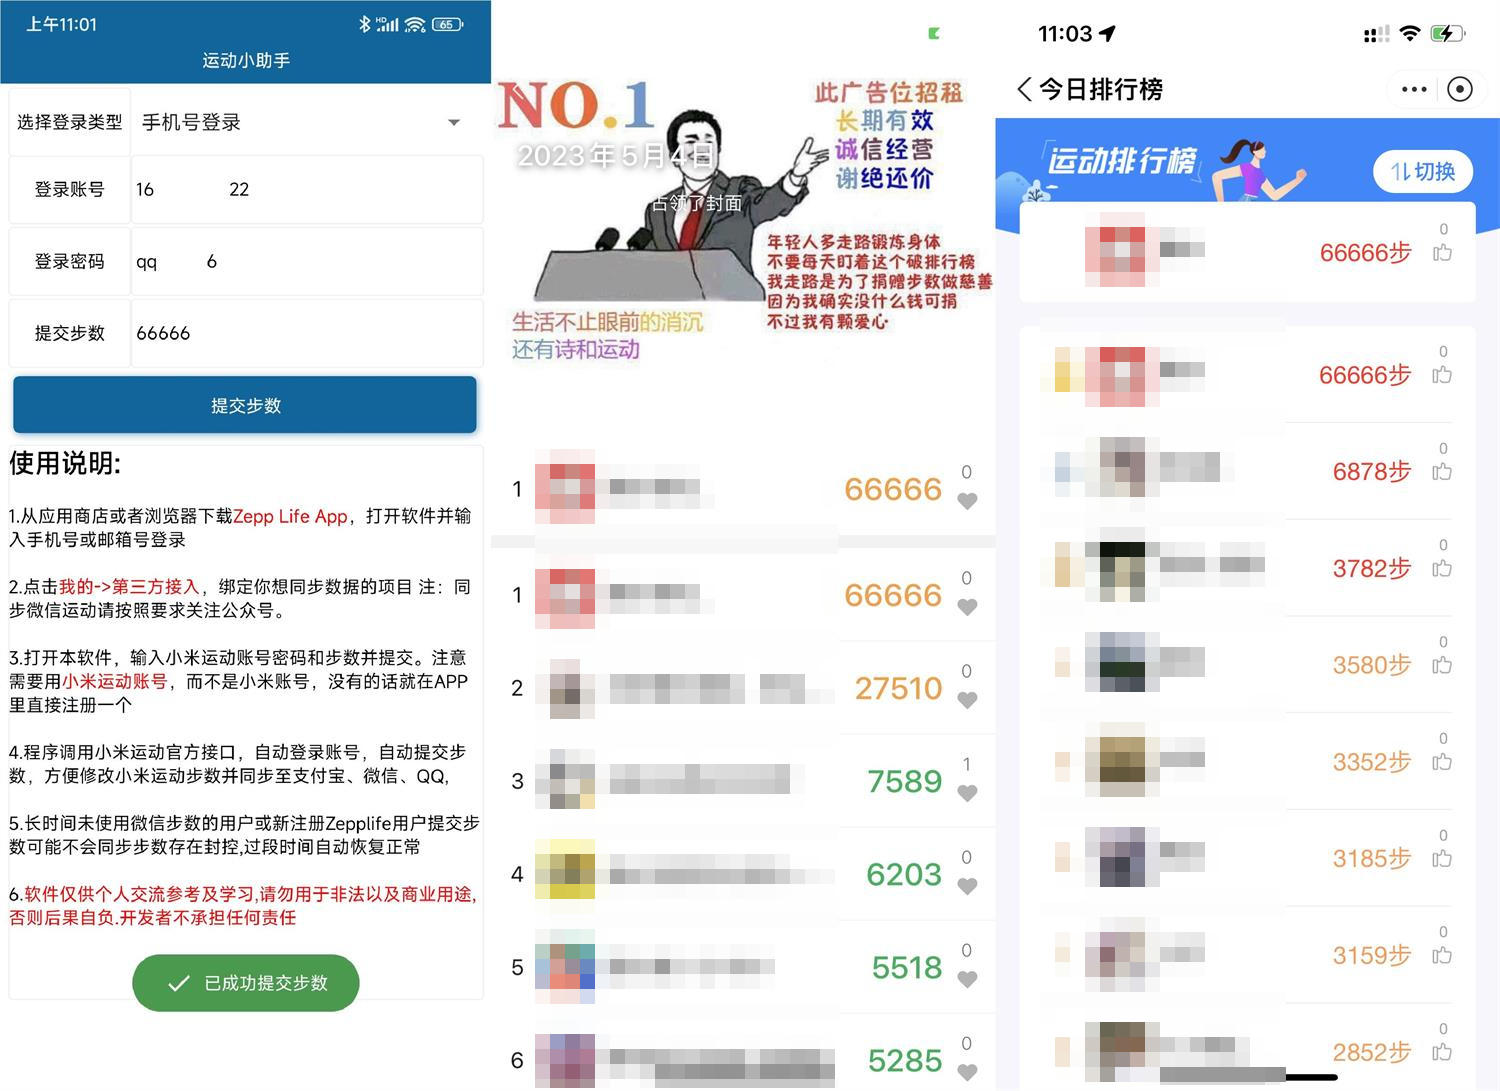 上午11:01
HD
65
运动小助手
选择登录类型
手机号登录
登录账号
16 22
登录密码
qq 6
提交步数
66666
提交步数
使用说明:
1.从应用商店或者浏览器下载Zepp Life App，打开软件并输
入手机号或邮箱号登录
2.点击我的->第三方接入，绑定你想同步数据的项目 注：同
步微信运动请按照要求关注公众号。
3.打开本软件，输入小米运动账号密码和步数并提交。注意
需要用小米运动账号，而不是小米账号，没有的话就在APP
里直接注册一个
4.程序调用小米运动官方接口，自动登录账号，自动提交步
数，方便修改小米运动步数并同步至支付宝、微信、QQ,
5.长时间未使用微信步数的用户或新注册Zepplife用户提交步
数可能不会同步步数存在封控,过段时间自动恢复正常
6.软件仅供个人交流参考及学习,请勿用于非法以及商业用途,
否则后果自负.开发者不承担任何责任
已成功提交步数
NO.1
2023年5月4日
占领了封面
此广告位招租
长期有效
诚信经营
谢绝还价
年轻人多走路锻炼身体
不要每天盯着这个破排行榜
我走路是为了捐赠步数做慈善
因为我确实没什么钱可捐
不过我有颗爱心
生活不止眼前的消沉
还有诗和运动
1
66666
0
1
66666
0
2
27510
0
3
7589
1
4
6203
0
5
5518
0
6
5285
0
11:03
今日排行榜
运动排行榜
切换
66666步
0
66666步
0
6878步
0
3782步
0
3580步
0
3352步
0
3185步
0
3159步
0
2852步
0